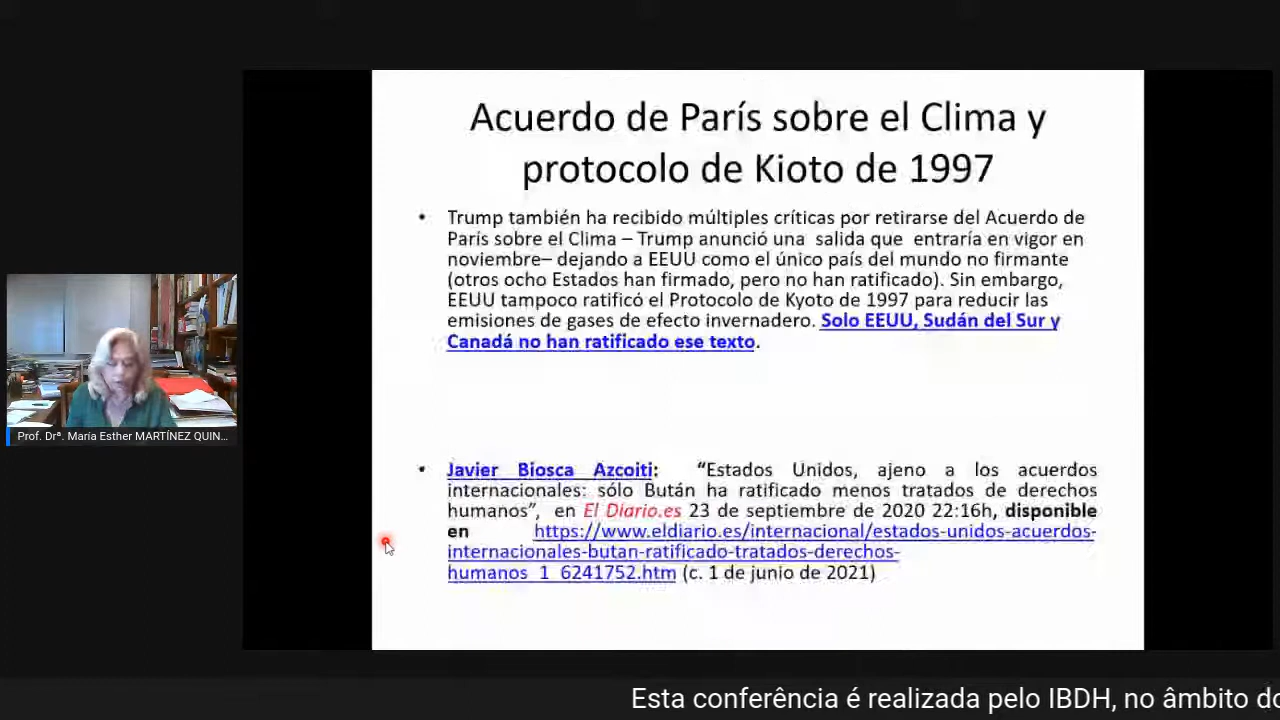 Acuerdo de París sobre el Clima y
protocolo de Kioto de 1997
• Trump también ha recibido múltiples críticas por retirarse del Acuerdo de
París sobre el Clima – Trump anunció una salida que entraría en vigor en
noviembre– dejando a EEUU como el único país del mundo no firmante
(otros ocho Estados han firmado, pero no han ratificado). Sin embargo,
EEUU tampoco ratificó el Protocolo de Kyoto de 1997 para reducir las
emisiones de gases de efecto invernadero. Solo EEUU, Sudán del Sur y
Canadá no han ratificado ese texto.
• Javier Biosca Azcoiti: “Estados Unidos, ajeno a los acuerdos
internacionales: sólo Bután ha ratificado menos tratados de derechos
humanos”, en El Diario.es 23 de septiembre de 2020 22:16h, disponible
en https://www.eldiario.es/internacional/estados-unidos-acuerdos-
internacionales-butan-ratificado-tratados-derechos-
humanos_1_6241752.htm (c. 1 de junio de 2021)
Prof. Drª. María Esther MARTÍNEZ QUIN...
Esta conferência é realizada pelo IBDH, no âmbito do